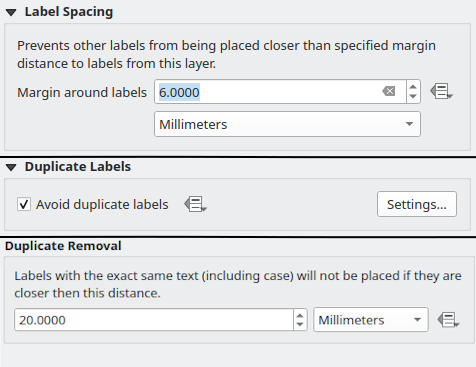 Label Spacing
Prevents other labels from being placed closer than specified margin
distance to labels from this layer.
Margin around labels 6.0000
Millimeters
Duplicate Labels
Avoid duplicate labels Settings...
Duplicate Removal
Labels with the exact same text (including case) will not be placed if they are
closer then this distance.
20.0000 Millimeters